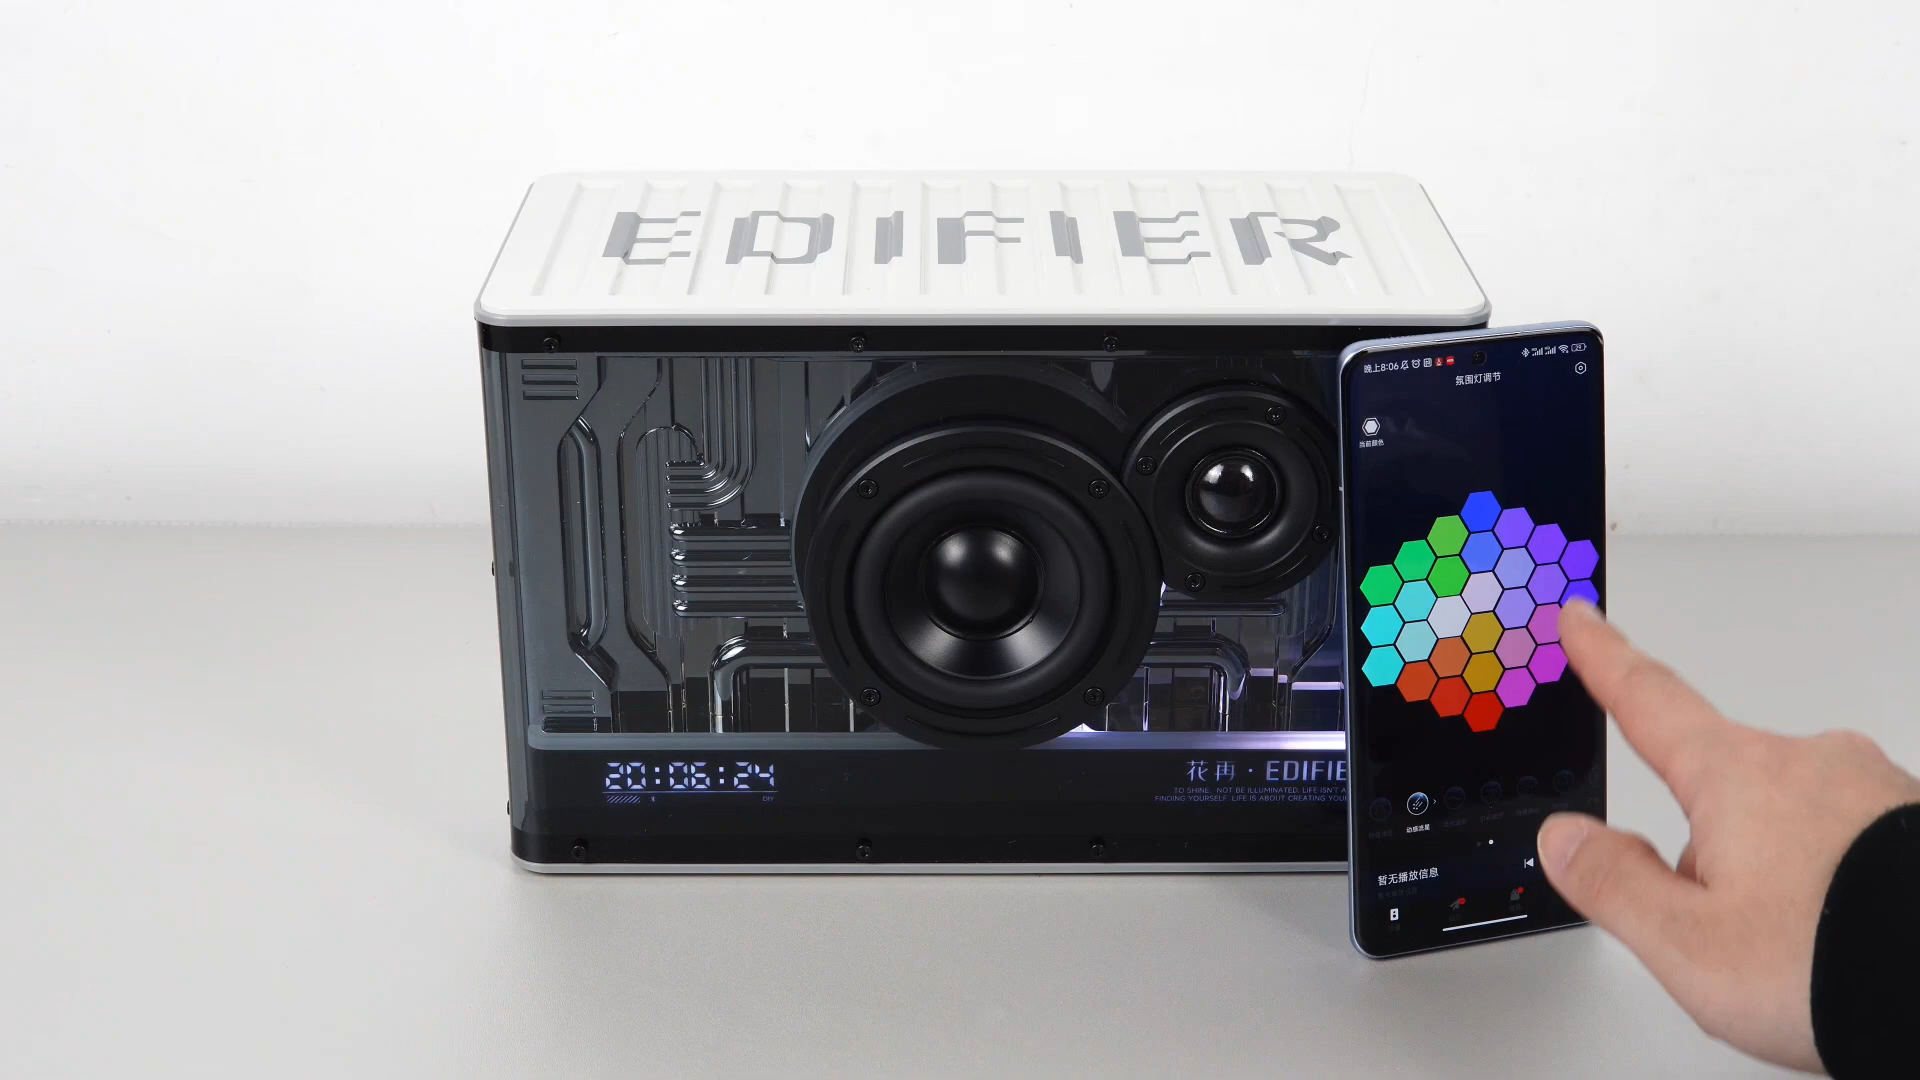 EDIFIER
晚上8:06
29
氛围灯调节
当前颜色
20:06:24
DIY
花再·EDIFIE
TO SHINE, NOT BE ILLUMINATED. LIFE ISN'T A
FINDING YOURSELF. LIFE IS ABOUT CREATING YOU
动感流星
暂无播放信息